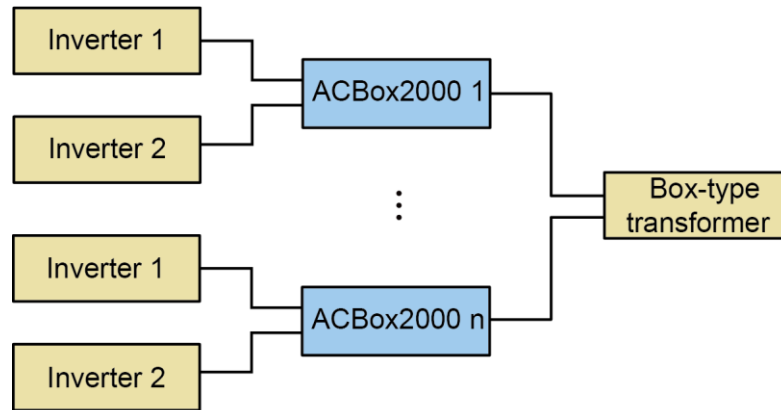 Inverter 1
Inverter 2
ACBox2000 1
⋮
Inverter 1
Inverter 2
ACBox2000 n
Box-type
transformer